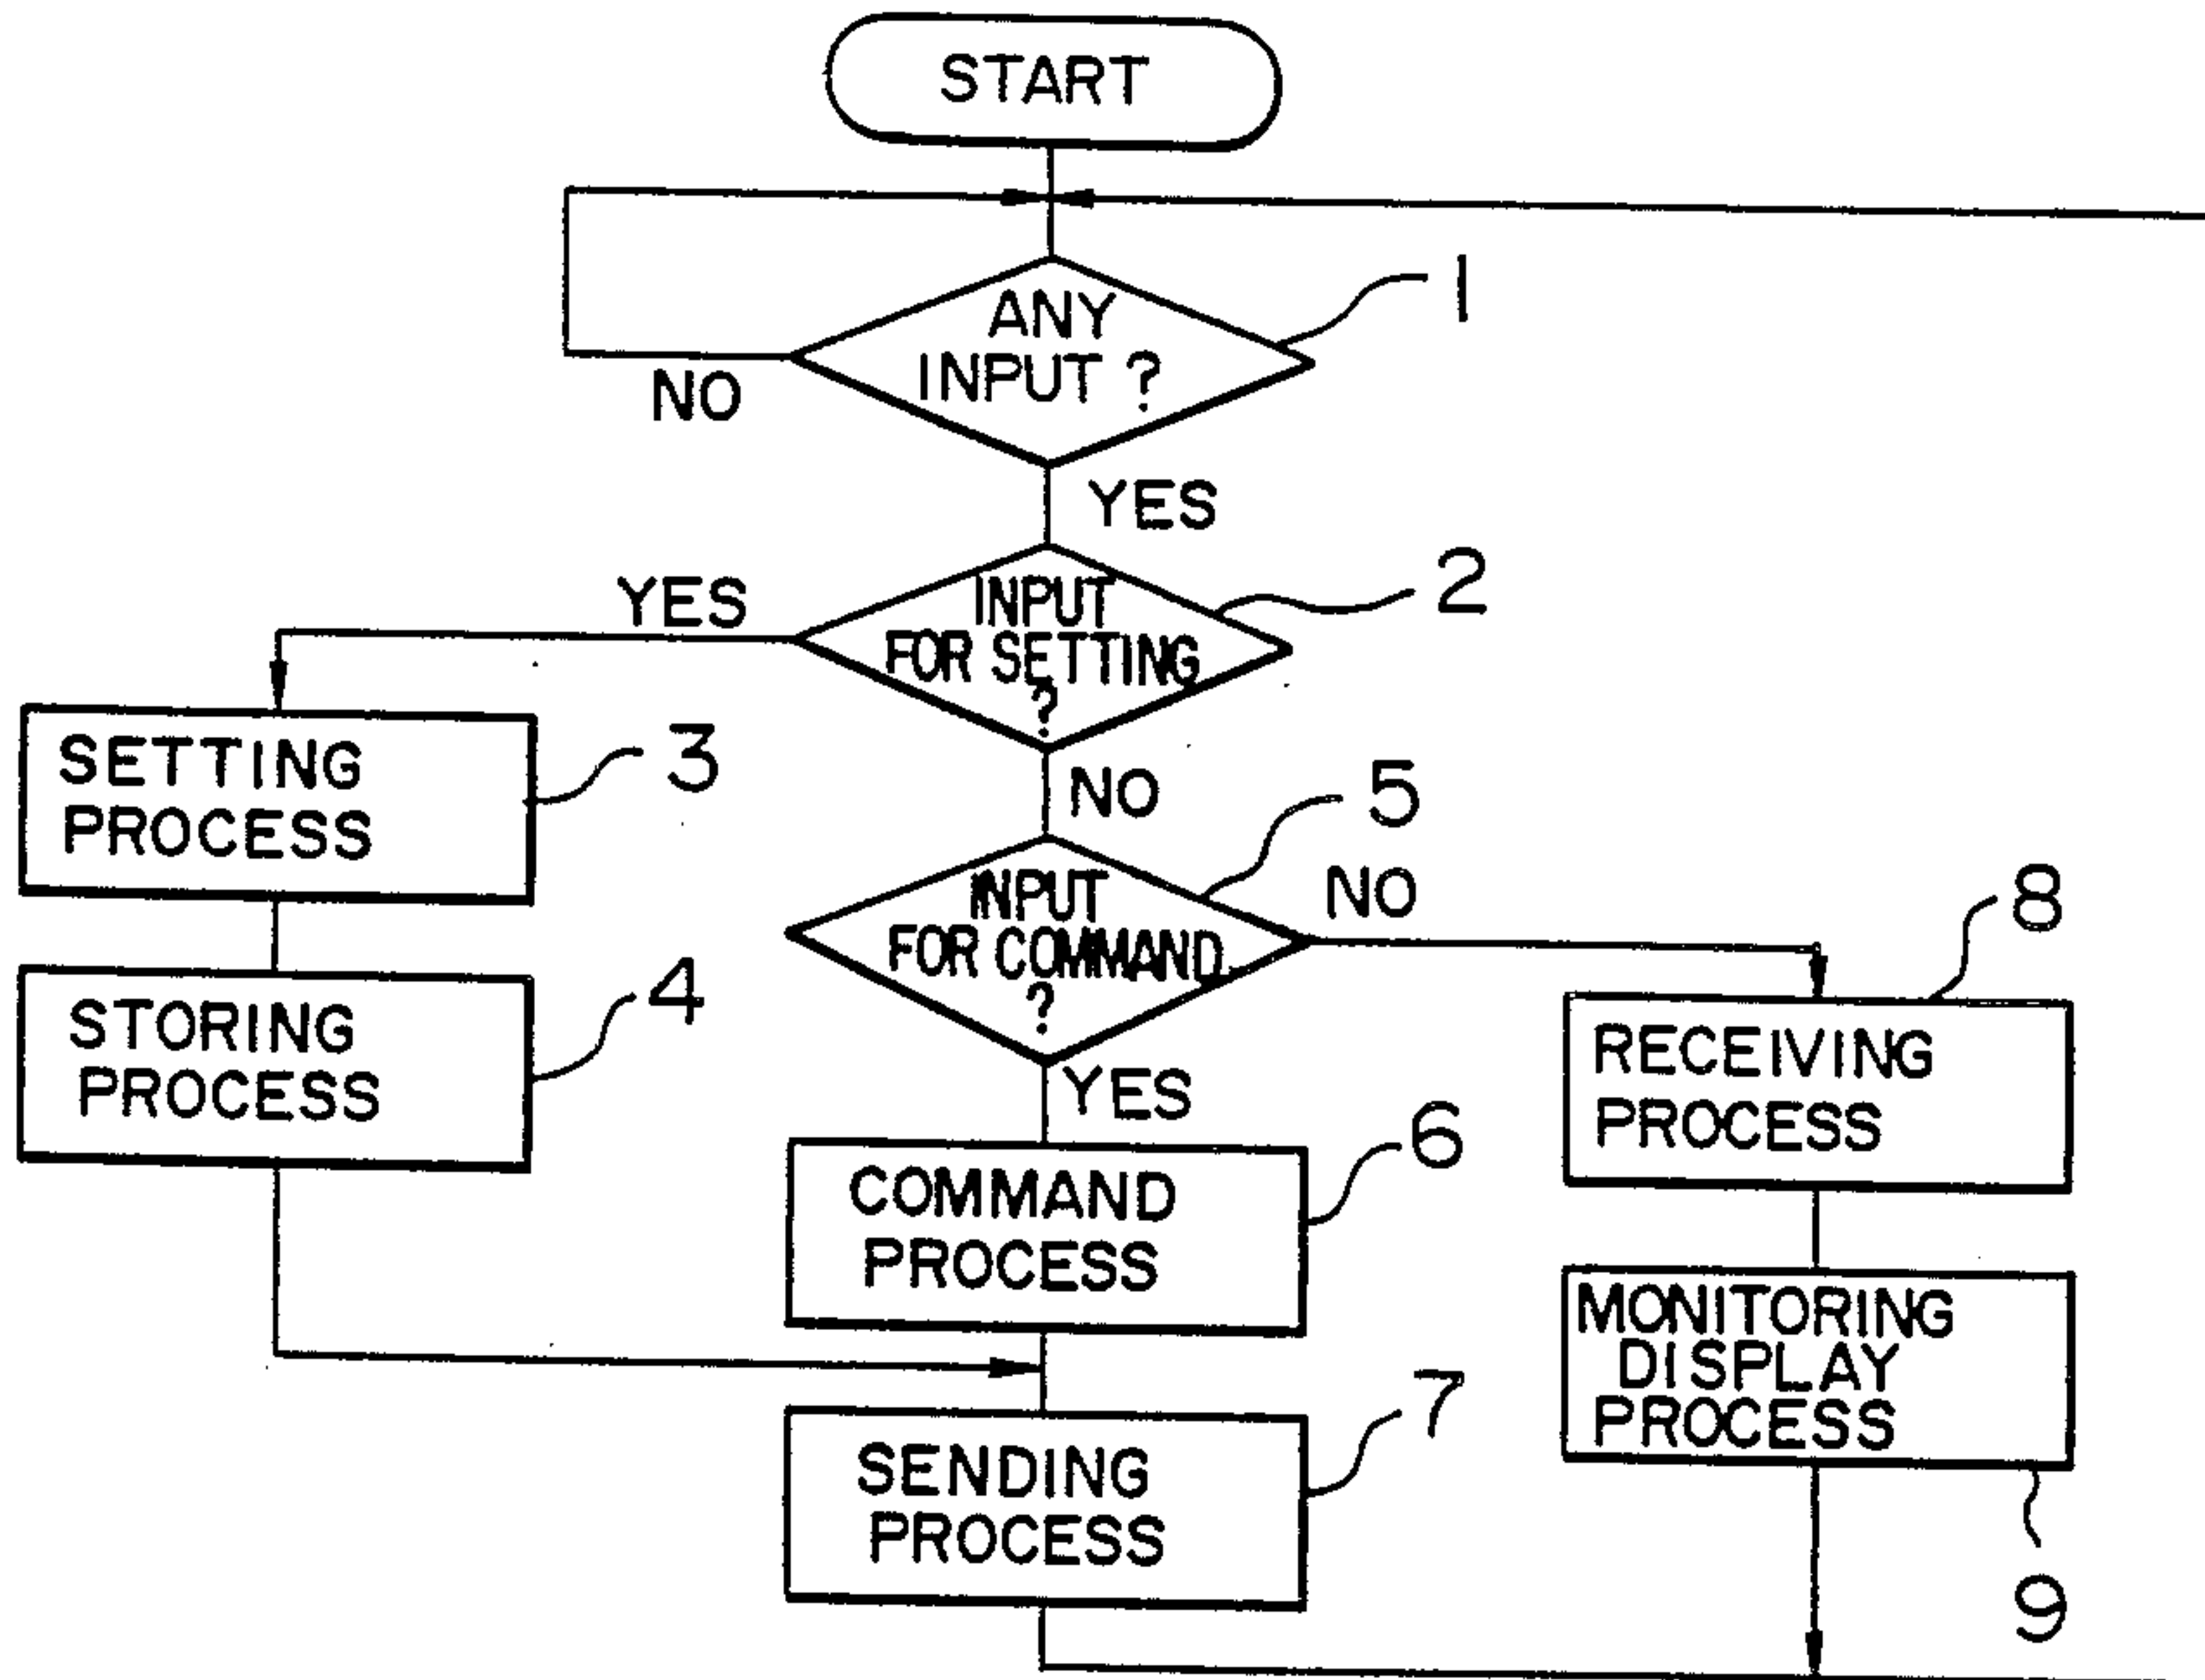 START
1
ANY
INPUT ?
NO
YES
2
YES
INPUT
FOR SETTING
?
3
SETTING
PROCESS
NO
5
INPUT
FOR COMMAND
?
NO
8
4
STORING
PROCESS
RECEIVING
PROCESS
YES
6
COMMAND
PROCESS
MONITORING
DISPLAY
PROCESS
7
SENDING
PROCESS
9